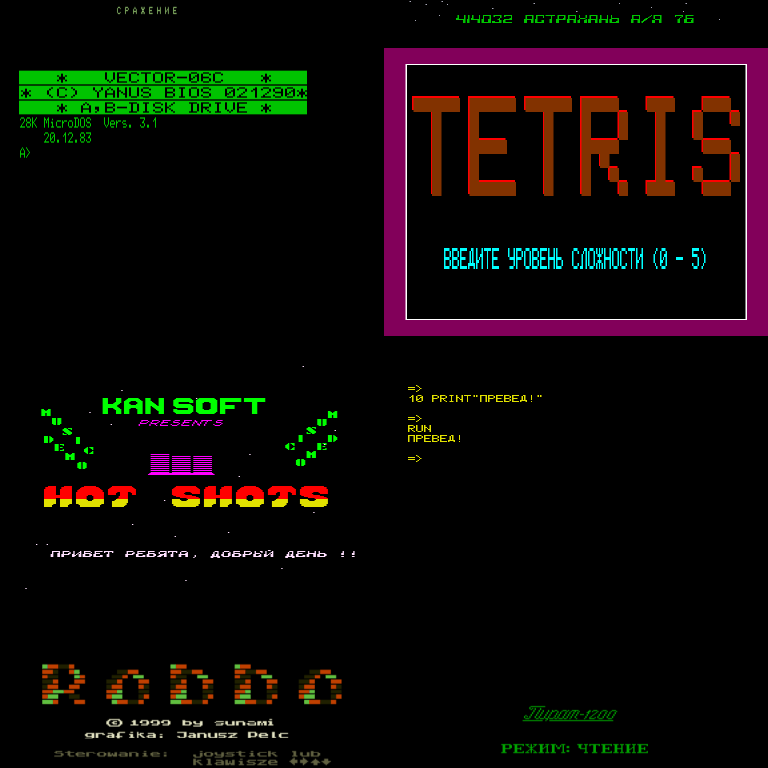 СРАЖЕНИЕ
414032 АСТРАХАНЬ А/Я 76
* VECTOR-06C *
* (C) YANUS BIOS 021290*
* A,B-DISK DRIVE *
28K MicroDOS Vers. 3.1
20.12.83
A>
TETRIS
ВВЕДИТЕ УРОВЕНЬ СЛОЖНОСТИ (0 - 5)
KAN SOFT
PRESENTS
MUSIC DEMO
MUSIC DEMO
HOT SHOTS
ПРИВЕТ РЕБЯТА, ДОБРЫЙ ДЕНЬ !!
=>
10 PRINT"ПРЕВЕД!"
=>
RUN
ПРЕВЕД!
=>
Robbo
© 1999 by sunami
grafika: Janusz Pelc
Sterowanie: joystick lub
klawisze
Пират-1200
РЕЖИМ: ЧТЕНИЕ